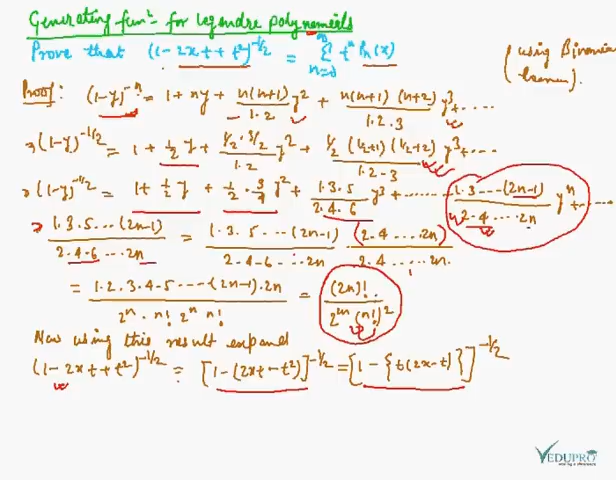 Generating funⁿ for legendre polynomials
Prove that (1-2xt+t²)^{-1/2} = ∑_{n=0}^{∞} tⁿ Pₙ(x)
(using Binomial
Proof: (1-y)^{-n} = 1 + ny + n(n+1)/1.2 y² + n(n+1)(n+2)/1.2.3 y³ + ....
→ (1-y)^{-1/2} = 1 + 1/2 y + 1/2 · 3/2 / 1.2 y² + 1/2 (1/2+1) (1/2+2) / 1.2-3 y³ + ....
→ (1-y)^{-1/2} = 1 + 1/2 y + 1/2 · 3/4 y² + 1.3.5/2.4.6 y³ + ....... 1.3...(2n-1) / 2.4....2n yⁿ + ....
→ 1.3.5...(2n-1) / 2.4.6...2n = 1.3.5...(2n-1) / 2.4-6..2n (2.4....2n) / 2.4....2n
= 1.2.3.4.5...(2n-1).2n / 2ⁿ. n! 2ⁿ n! = (2n)! / 2²ⁿ (n!)²
Now using this result expand
(1-2xt+t²)^{-1/2} = [1-(2xt-t²)]^{-1/2} = [1-{t(2x-t)}]^{-1/2}
VEDUPRO